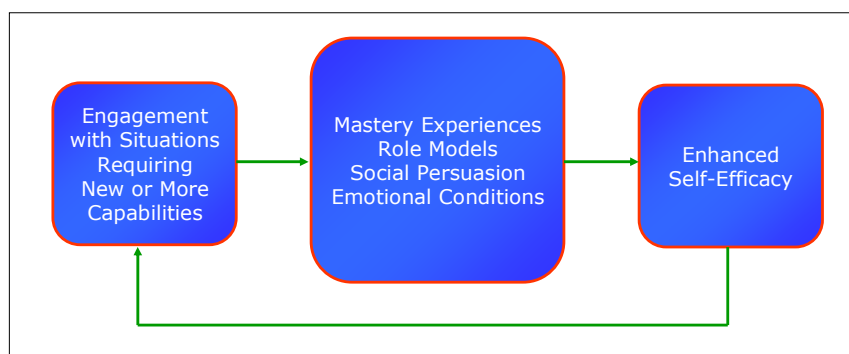 Engagement
with Situations
Requiring
New or More
Capabilities
Mastery Experiences
Role Models
Social Persuasion
Emotional Conditions
Enhanced
Self-Efficacy